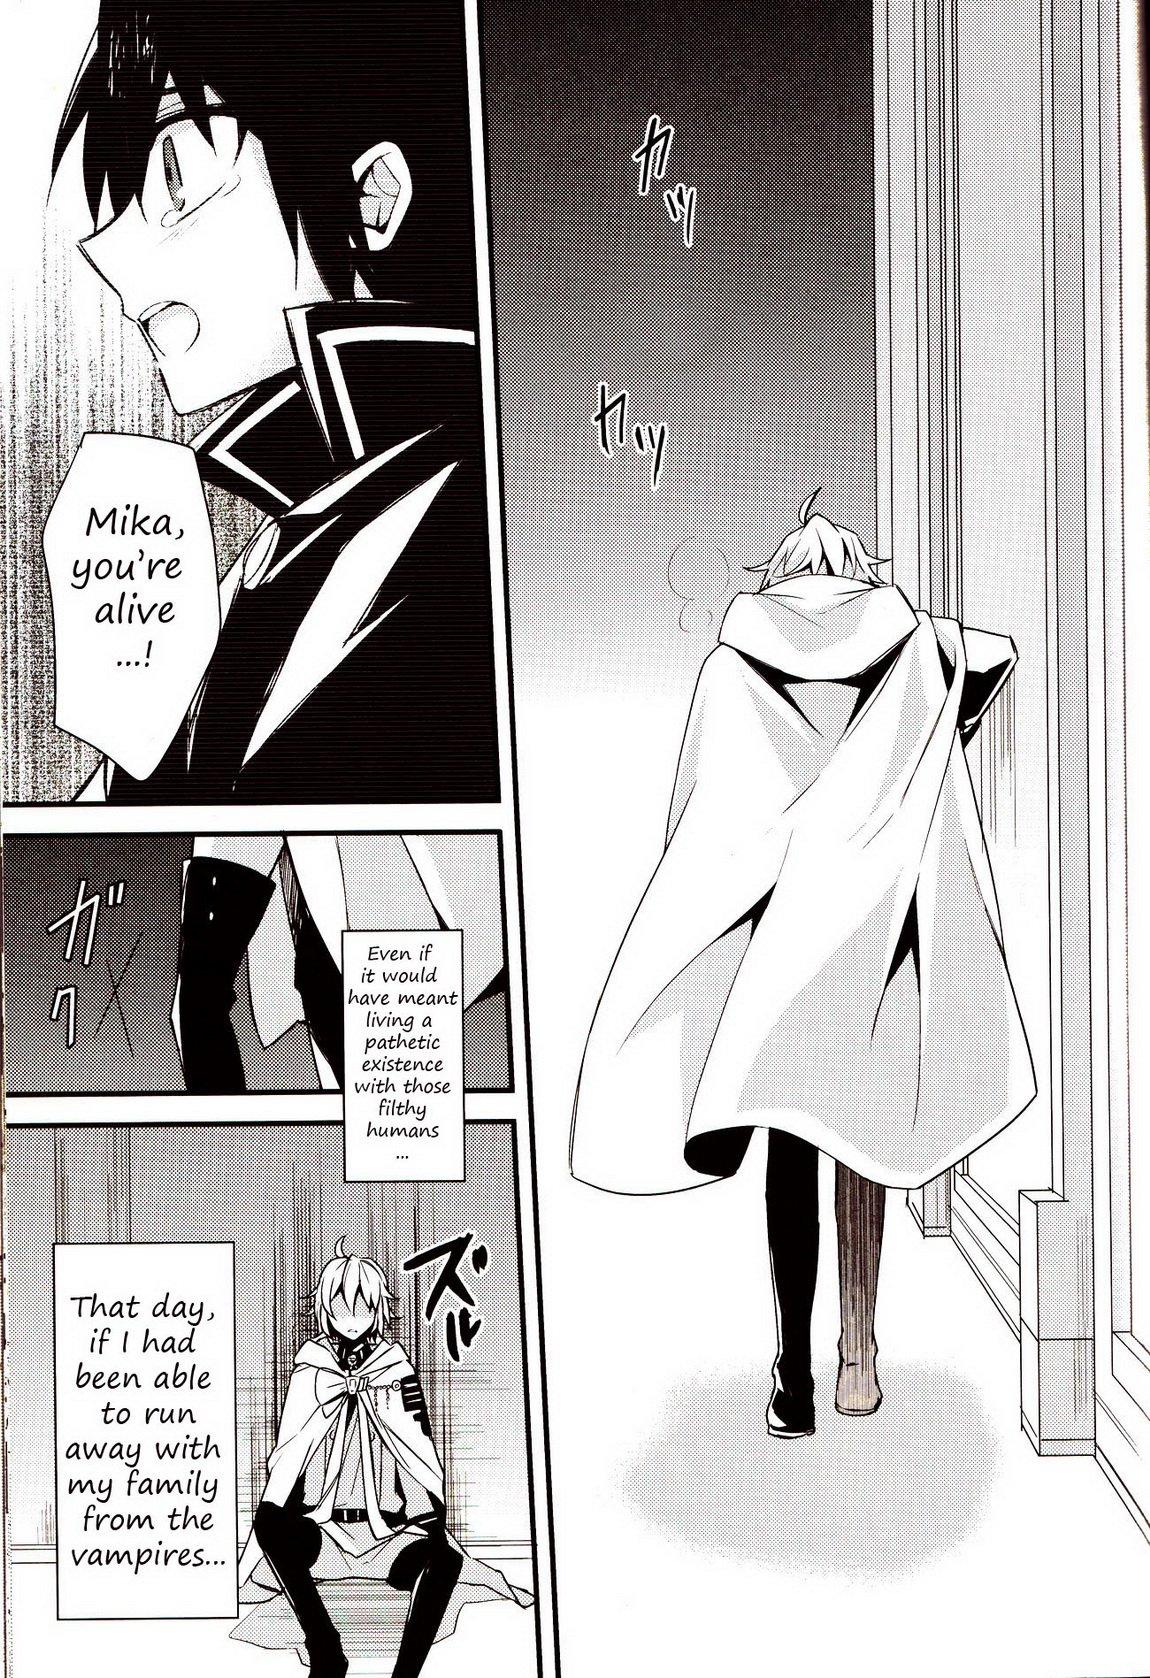 カッ
カッ
Mika,
you're
alive
...!
ガ
ク
Even if
it would
have meant
living a
pathetic
existence
with those
filthy
humans
...
ズル
That day,
if I had
been able
to run
away with
my family
from the
vampires...